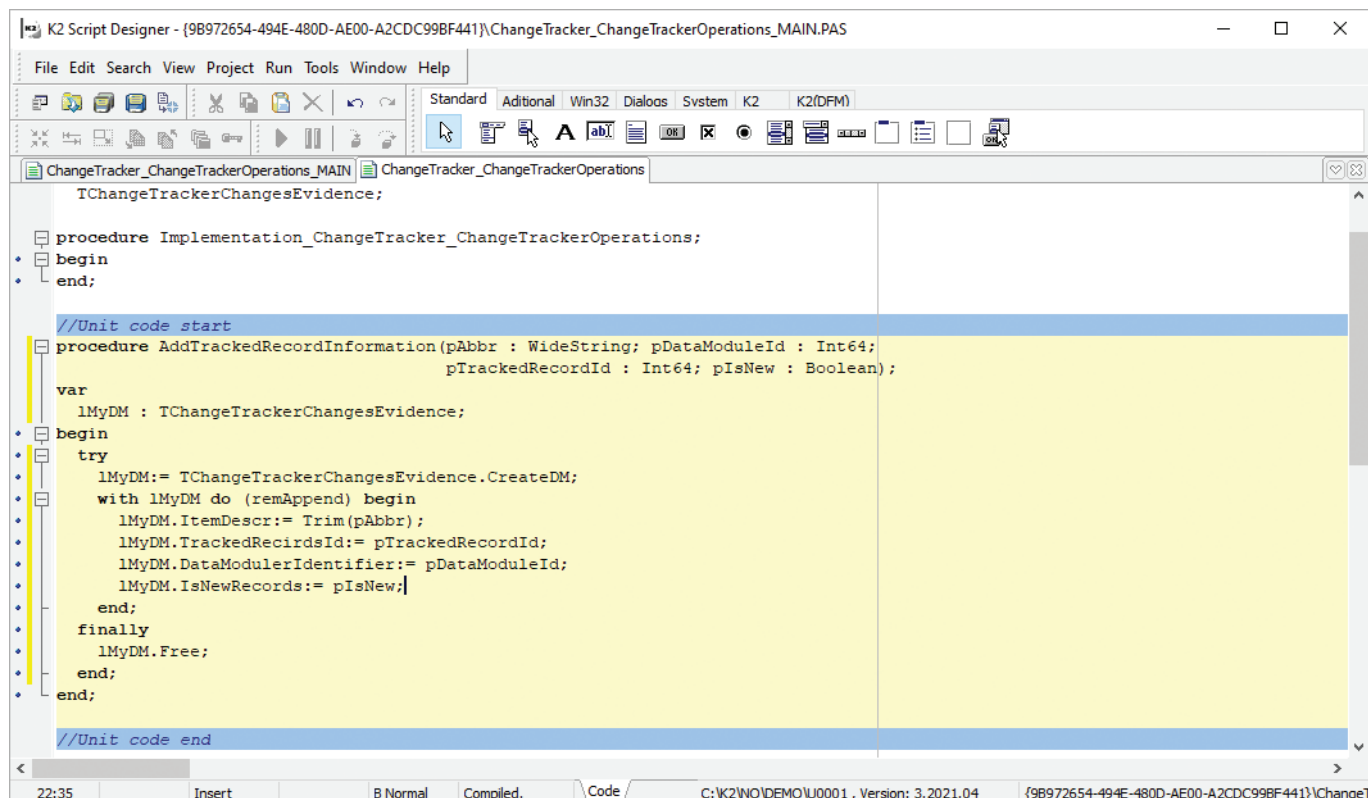 K2 Script Designer - {9B972654-494E-480D-AE00-A2CDC99BF441}\ChangeTracker_ChangeTrackerOperations_MAIN.PAS
File Edit Search View Project Run Tools Window Help
Standard Aditional Win32 Dialogs System K2 K2(DFM)
A ab OK
ChangeTracker_ChangeTrackerOperations_MAIN ChangeTracker_ChangeTrackerOperations
TChangeTrackerChangesEvidence;
procedure Implementation_ChangeTracker_ChangeTrackerOperations;
begin
end;
//Unit code start
procedure AddTrackedRecordInformation(pAbbr : WideString; pDataModuleId : Int64;
pTrackedRecordId : Int64; pIsNew : Boolean);
var
lMyDM : TChangeTrackerChangesEvidence;
begin
try
lMyDM:= TChangeTrackerChangesEvidence.CreateDM;
with lMyDM do (remAppend) begin
lMyDM.ItemDescr:= Trim(pAbbr);
lMyDM.TrackedRecirdsId:= pTrackedRecordId;
lMyDM.DataModulerIdentifier:= pDataModuleId;
lMyDM.IsNewRecords:= pIsNew;
end;
finally
lMyDM.Free;
end;
end;
//Unit code end
22:35 Insert B Normal Compiled. Code C:\K2\NO\DEMO\U0001 , Version: 3.2021.04 {9B972654-494E-480D-AE00-A2CDC99BF441}\ChangeT